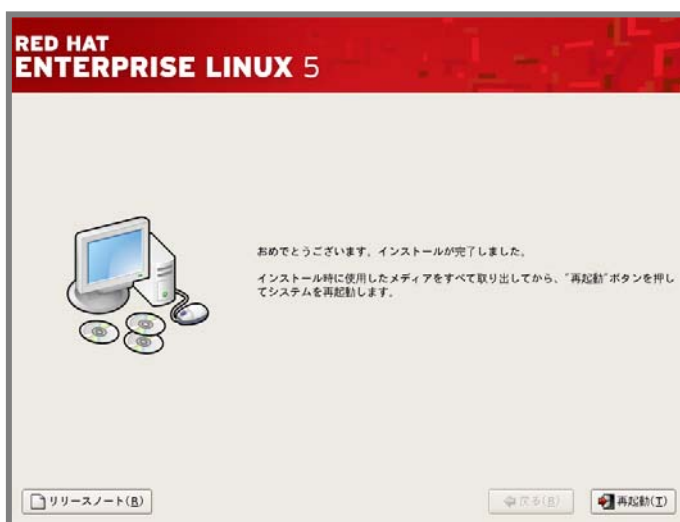 RED HAT
ENTERPRISE LINUX 5
おめでとうございます。インストールが完了しました。
インストール時に使用したメディアをすべて取り出してから、"再起動"ボタンを押し
てシステムを再起動します。
リリースノート(R)
戻る(B)
再起動(T)